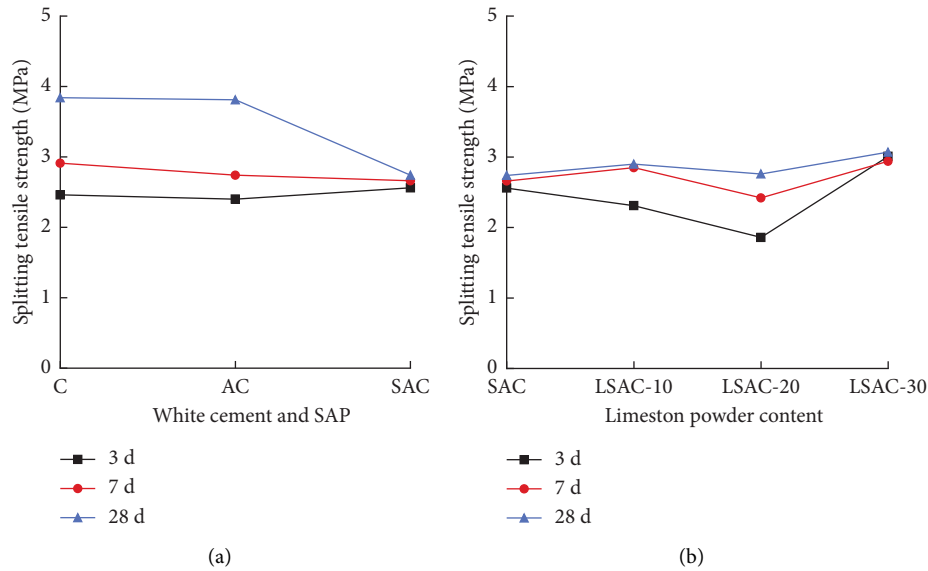 5
4
3
2
1
0
Splitting tensile strength (MPa)
C
AC
SAC
White cement and SAP
3 d
7 d
28 d
(a)
5
4
3
2
1
0
Splitting tensile strength (MPa)
SAC
LSAC-10
LSAC-20
LSAC-30
Limeston powder content
3 d
7 d
28 d
(b)